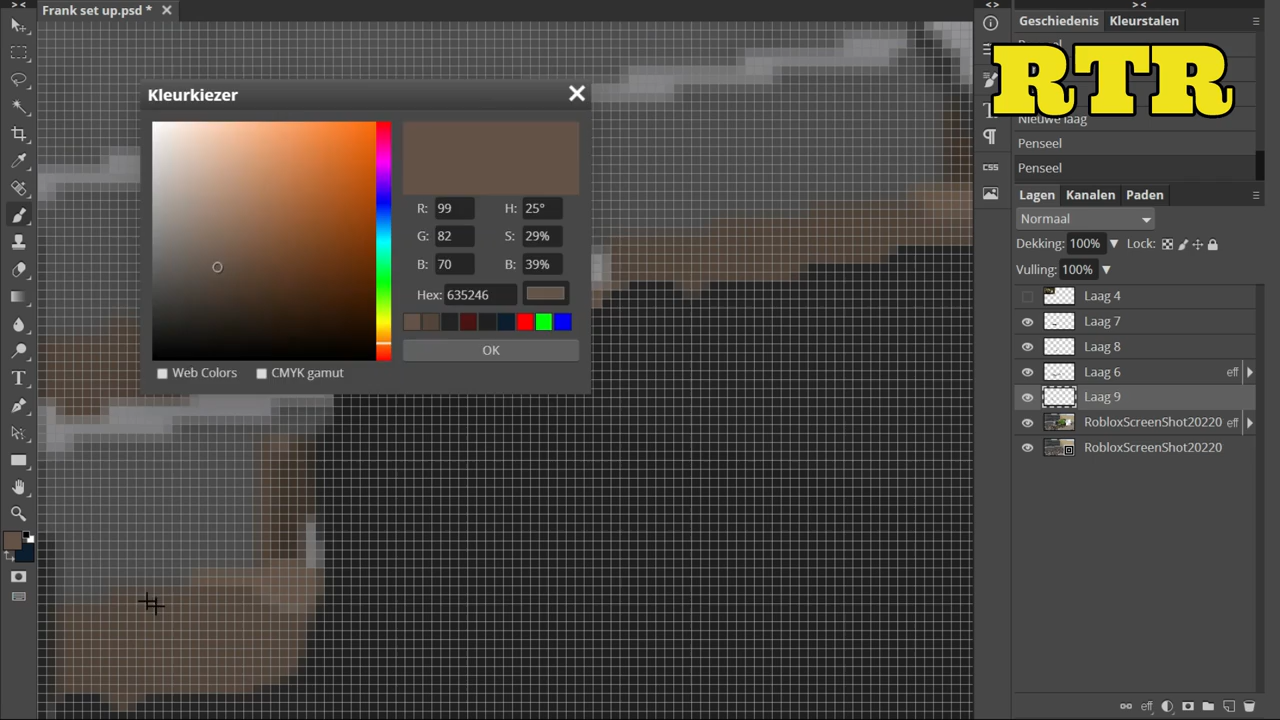 Frank set up.psd *
Geschiedenis Kleurstalen
RTR
Kleurkiezer
Nieuwe laag
Penseel
Penseel
CSS
Lagen Kanalen Paden
Normaal
R: 99 H: 25°
G: 82 S: 29%
Dekking: 100% Lock:
B: 70 B: 39%
Vulling: 100%
Hex: 635246
Laag 4
Laag 7
OK
Laag 8
Web Colors CMYK gamut
Laag 6 eff
Laag 9
RobloxScreenShot20220 eff
RobloxScreenShot20220
eff